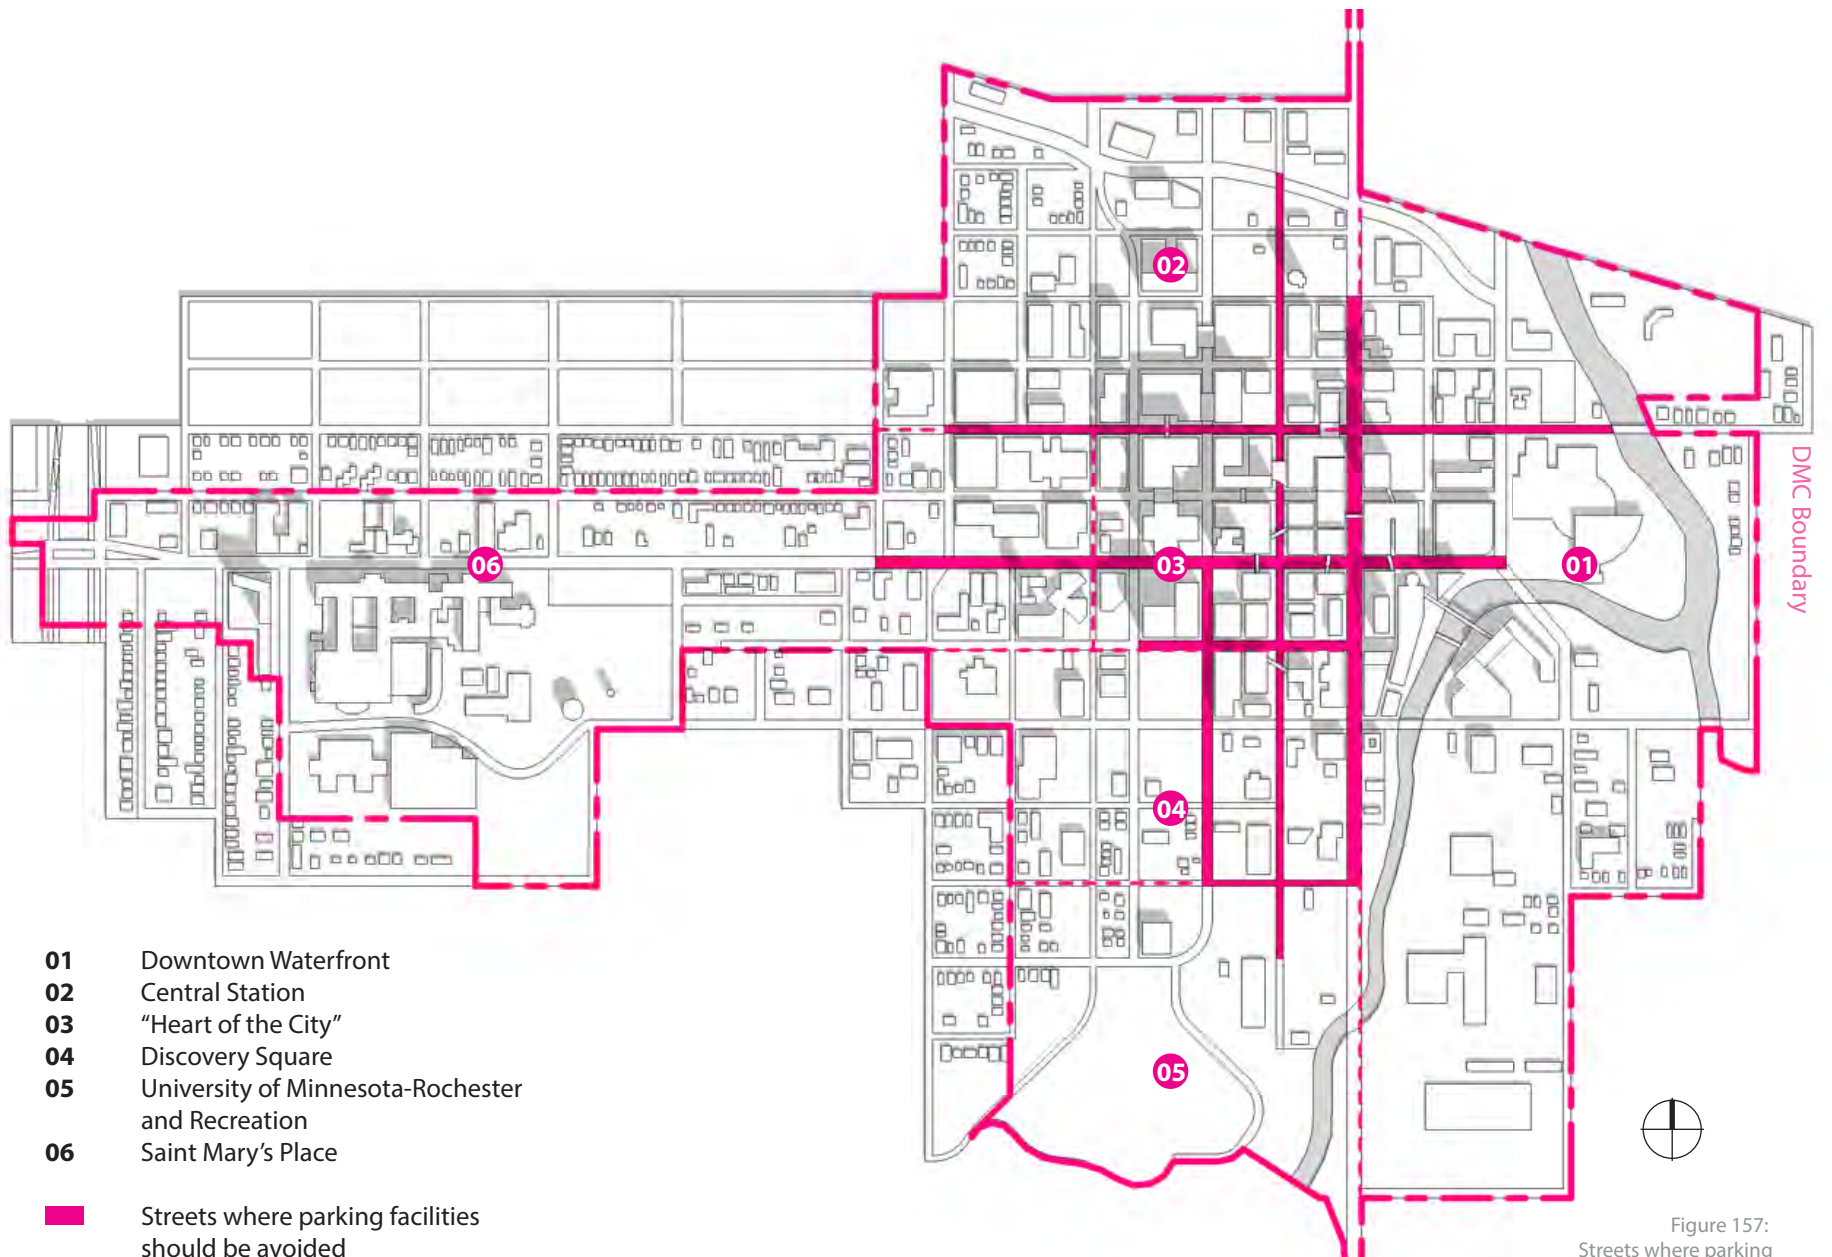 02
DMC Boundary
06
03
01
04
05
01 Downtown Waterfront
02 Central Station
03 “Heart of the City”
04 Discovery Square
05 University of Minnesota-Rochester
and Recreation
06 Saint Mary’s Place
Streets where parking facilities
should be avoided
Figure 157:
Streets where parking